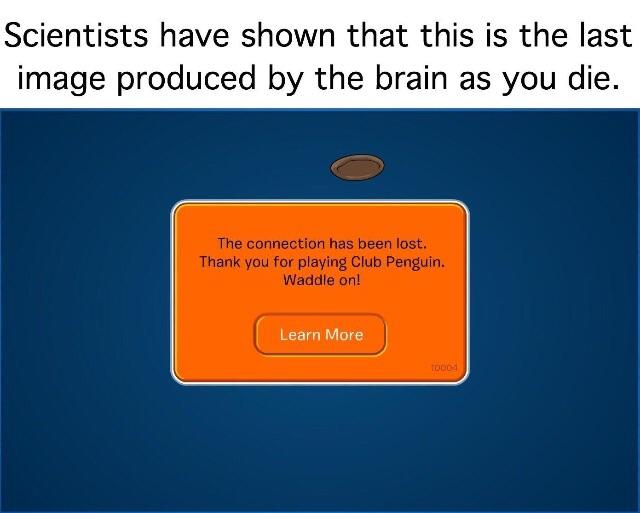 Scientists have shown that this is the last
image produced by the brain as you die.
The connection has been lost.
Thank you for playing Club Penguin.
Waddle on!
Learn More
10004